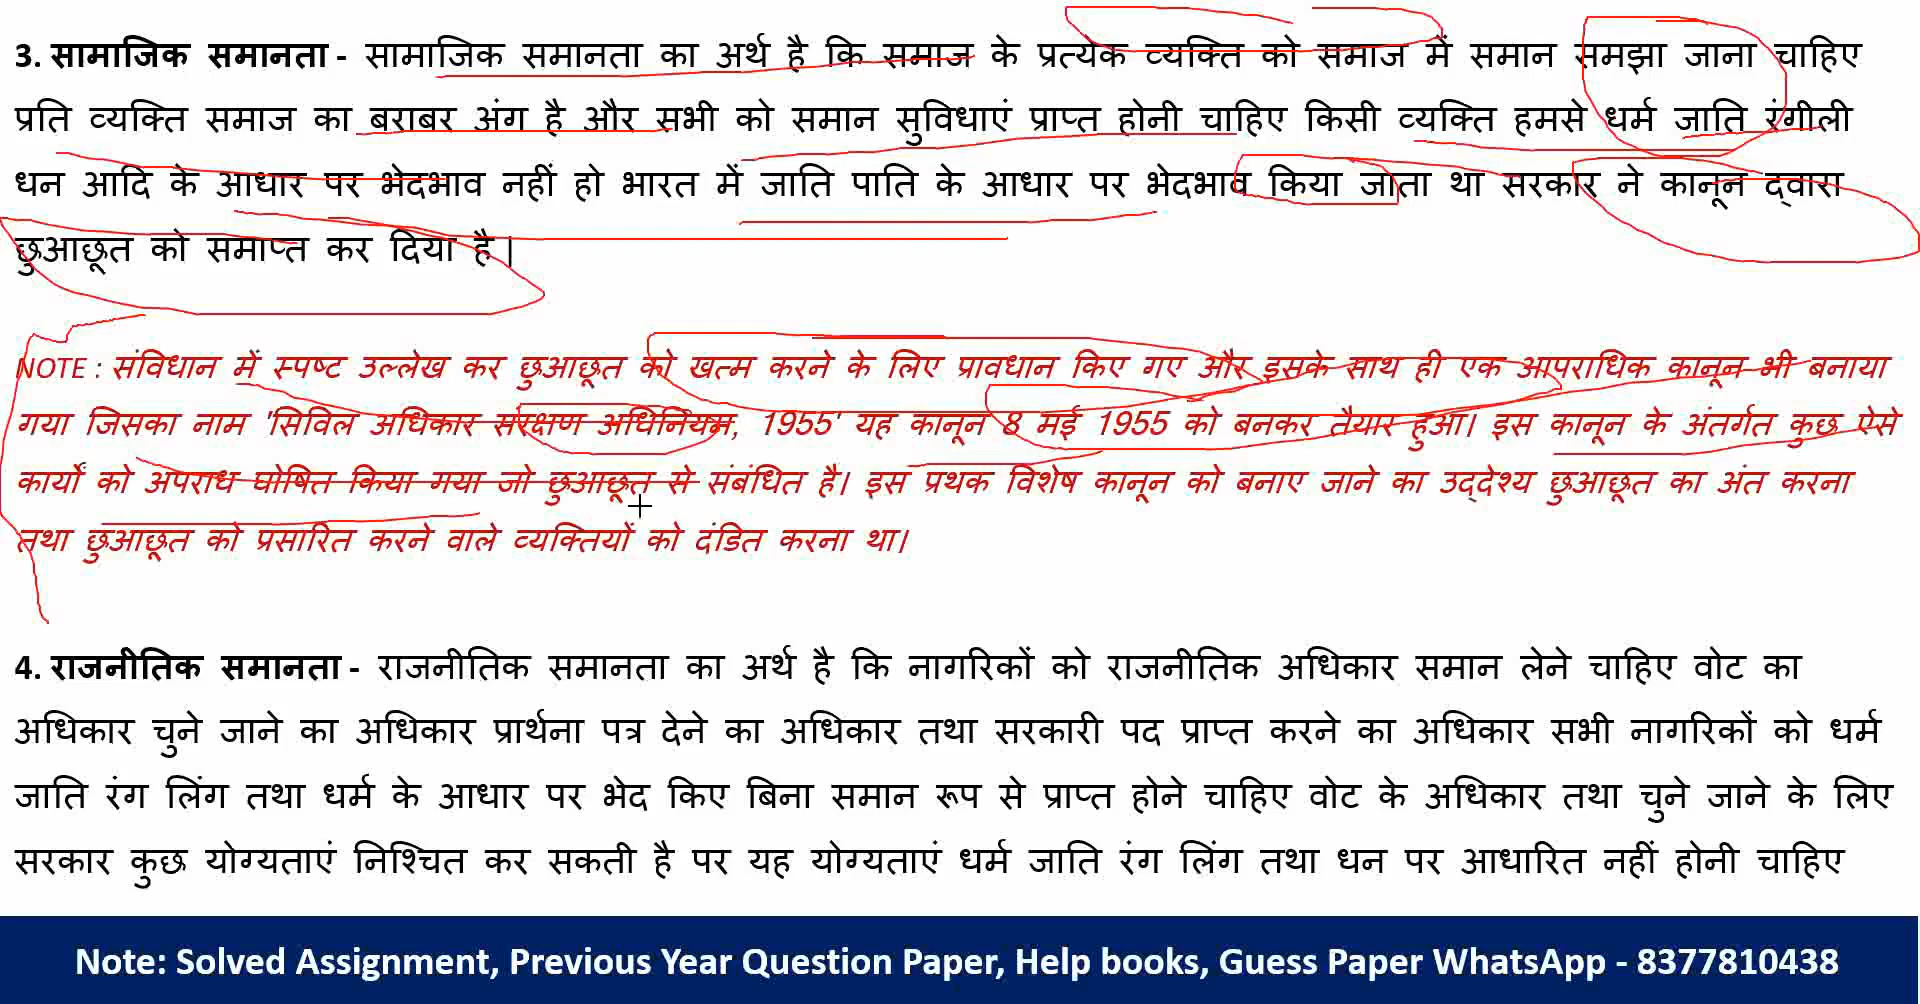 3. सामाजिक समानता - सामाजिक समानता का अर्थ है कि समाज के प्रत्येक व्यक्ति को समाज में समान समझा जाना चाहिए
प्रति व्यक्ति समाज का बराबर अंग है और सभी को समान सुविधाएं प्राप्त होनी चाहिए किसी व्यक्ति हमसे धर्म जाति रंगीली
धन आदि के आधार पर भेदभाव नहीं हो भारत में जाति पाति के आधार पर भेदभाव किया जाता था सरकार ने कानून द्वारा
छुआछूत को समाप्त कर दिया है |
NOTE : संविधान में स्पष्ट उल्लेख कर छुआछूत को खत्म करने के लिए प्रावधान किए गए और इसके साथ ही एक आपराधिक कानून भी बनाया
गया जिसका नाम 'सिविल अधिकार संरक्षण अधिनियम, 1955' यह कानून 8 मई 1955 को बनकर तैयार हुआ। इस कानून के अंतर्गत कुछ ऐसे
कार्यों को अपराध घोषित किया गया जो छुआछूत से संबंधित है। इस प्रथक विशेष कानून को बनाए जाने का उद्देश्य छुआछूत का अंत करना
तथा छुआछूत को प्रसारित करने वाले व्यक्तियों को दंडित करना था।
4. राजनीतिक समानता - राजनीतिक समानता का अर्थ है कि नागरिकों को राजनीतिक अधिकार समान लेने चाहिए वोट का
अधिकार चुने जाने का अधिकार प्रार्थना पत्र देने का अधिकार तथा सरकारी पद प्राप्त करने का अधिकार सभी नागरिकों को धर्म
जाति रंग लिंग तथा धर्म के आधार पर भेद किए बिना समान रूप से प्राप्त होने चाहिए वोट के अधिकार तथा चुने जाने के लिए
सरकार कुछ योग्यताएं निश्चित कर सकती है पर यह योग्यताएं धर्म जाति रंग लिंग तथा धन पर आधारित नहीं होनी चाहिए
Note: Solved Assignment, Previous Year Question Paper, Help books, Guess Paper WhatsApp - 8377810438